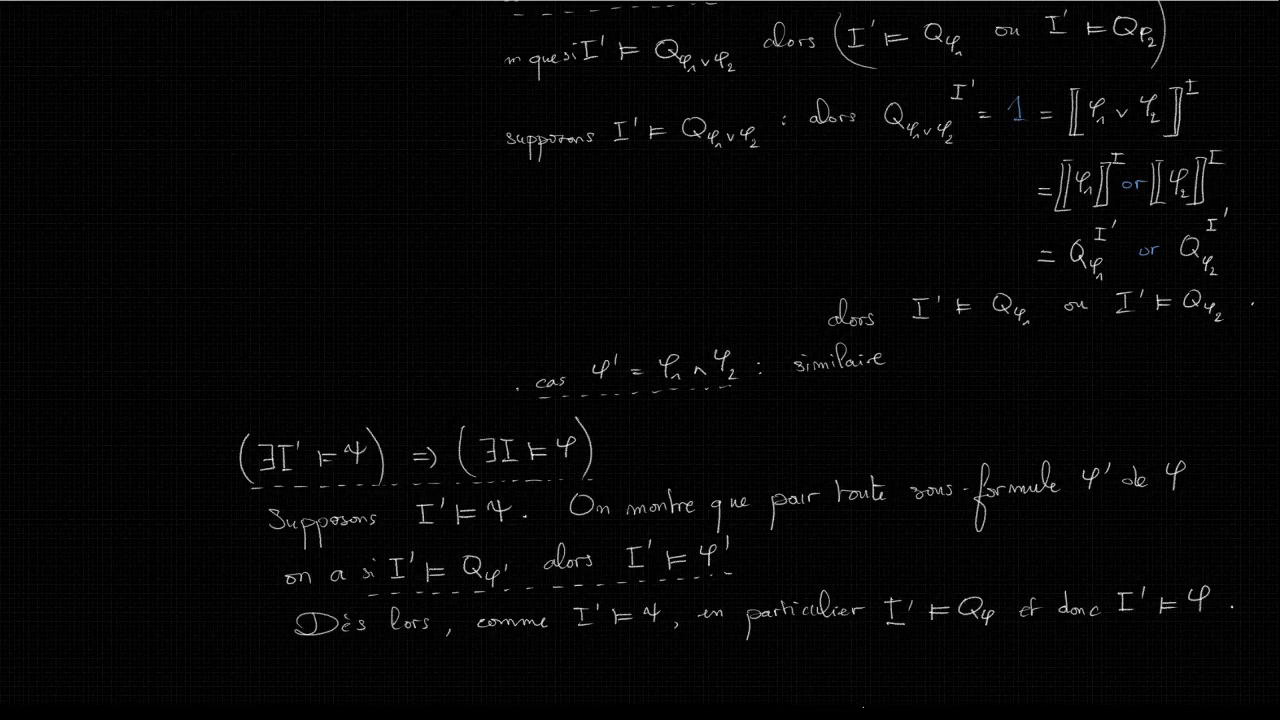 m que si I' ⊨ Q_{φ₁∨φ₂} alors (I' ⊨ Q_{φ₁} ou I' ⊨ Q_{φ₂})
supposons I' ⊨ Q_{φ₁∨φ₂} : alors Q_{φ₁∨φ₂}^{I'} = 1 = ⟦φ₁ ∨ φ₂⟧^I
= ⟦φ₁⟧^I or ⟦φ₂⟧^I
= Q_{φ₁}^{I'} or Q_{φ₂}^{I'}
alors I' ⊨ Q_{φ₁} ou I' ⊨ Q_{φ₂} .
. cas φ' = φ₁ ∧ φ₂ : similaire
(∃I' ⊨ ψ) ⇒ (∃I ⊨ φ)
Supposons I' ⊨ ψ. On montre que pour toute sous-formule φ' de φ
on a si I' ⊨ Q_{φ'} alors I' ⊨ φ'
Dès lors, comme I' ⊨ ψ, en particulier I' ⊨ Q_φ et donc I' ⊨ φ .